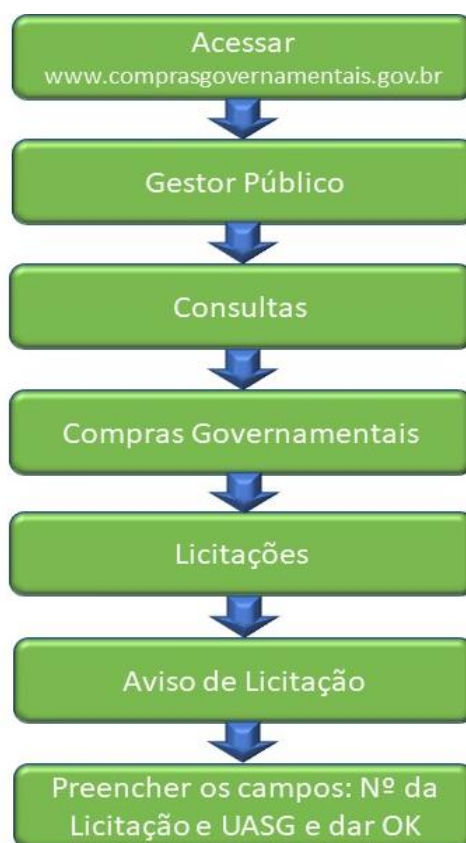 Acessar
www.comprasgovernamentais.gov.br
Gestor Público
Consultas
Compras Governamentais
Licitações
Aviso de Licitação
Preencher os campos: Nº da
Licitação e UASG e dar OK